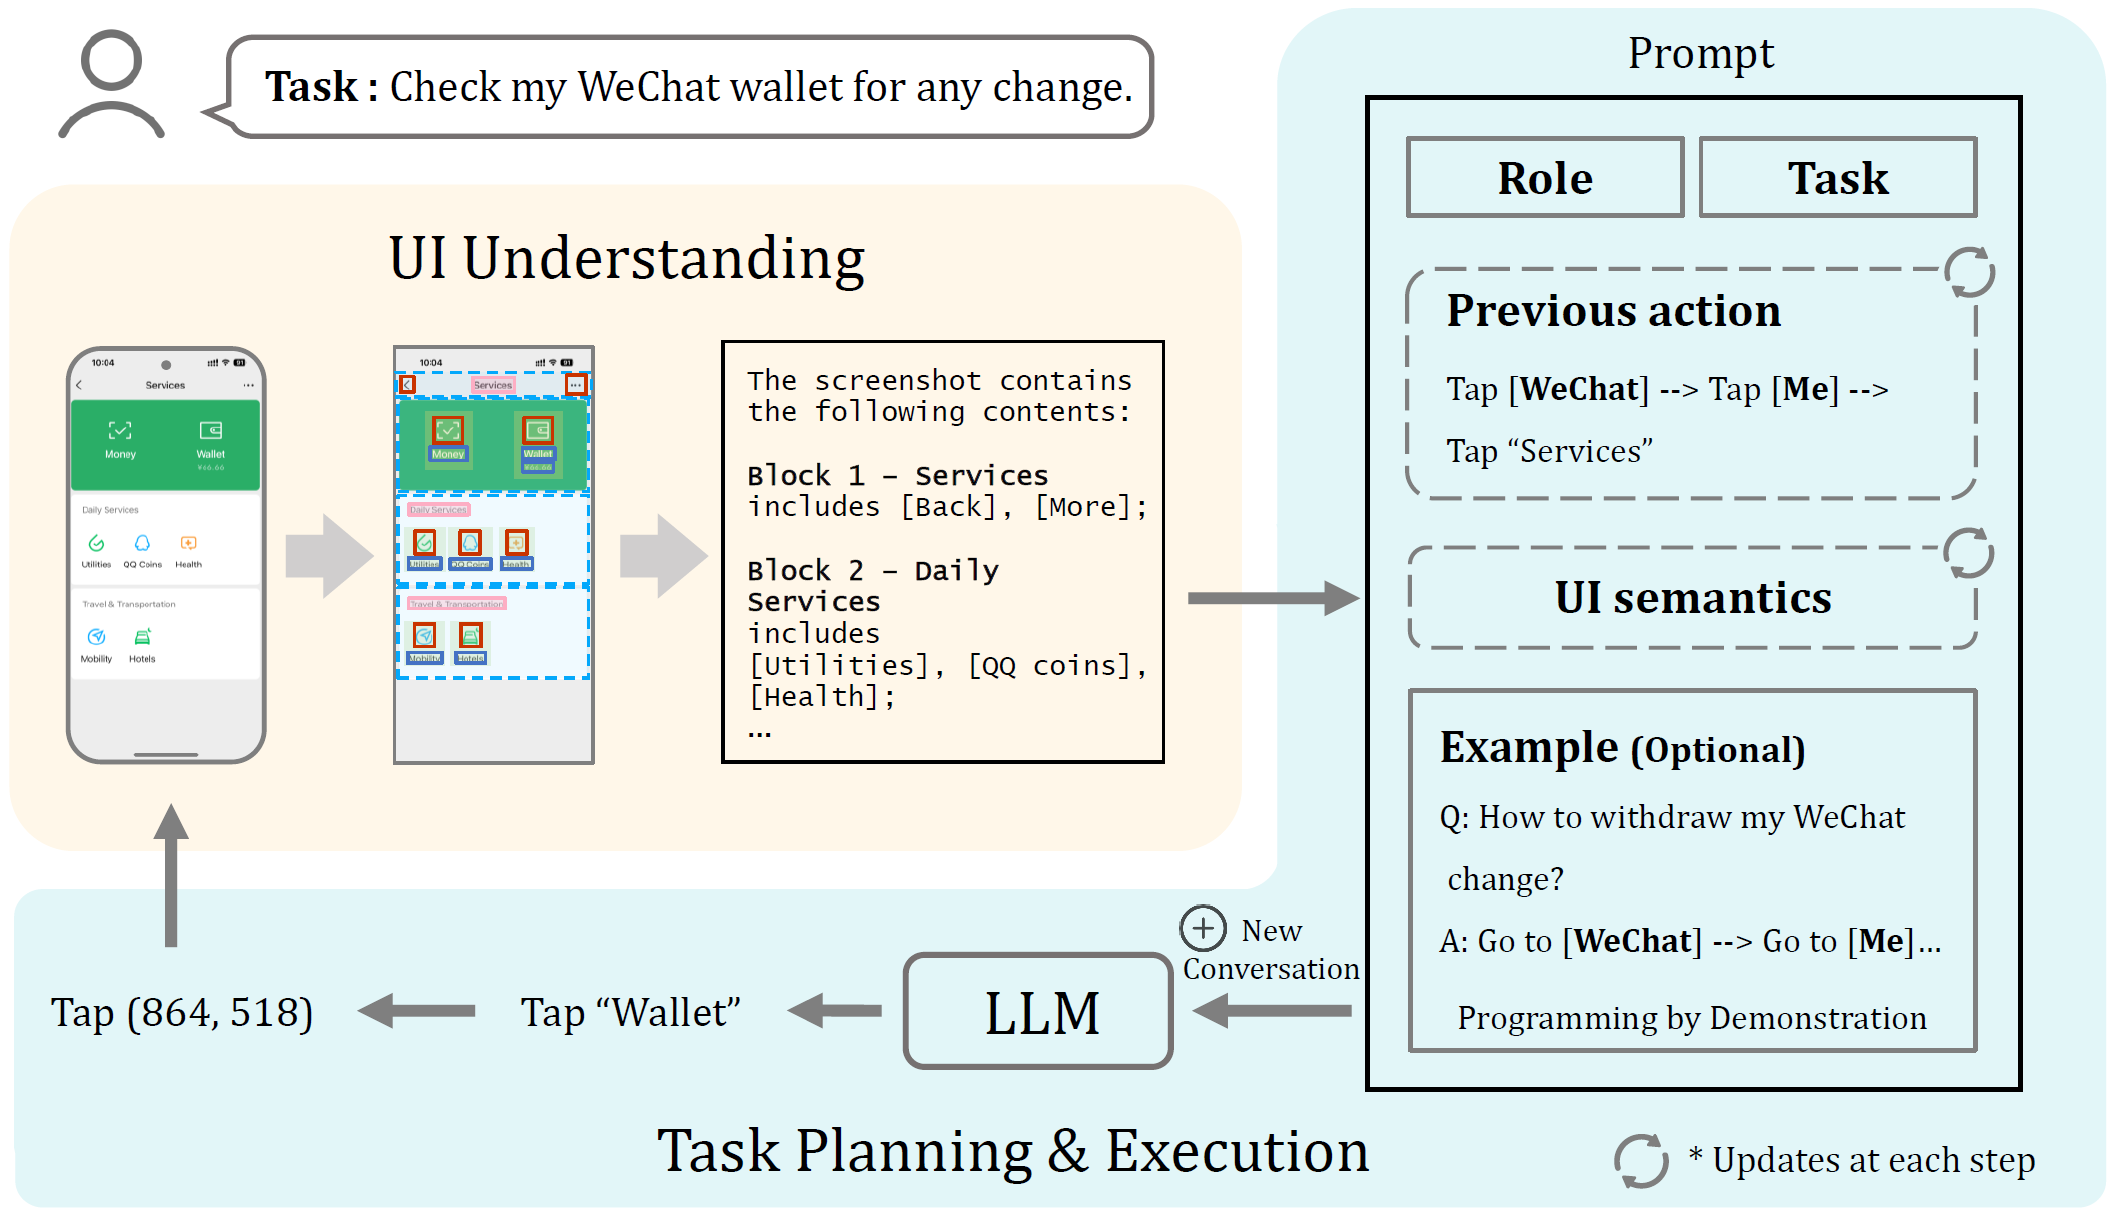 Task : Check my WeChat wallet for any change.
UI Understanding
10:04
91
Services
Money
Wallet
¥66.66
Daily Services
Utilities
QQ Coins
Health
Travel & Transportation
Mobility
Hotels
10:04
91
Services
Money
Wallet
¥66.66
Daily Services
Utilities
QQ Coins
Health
Travel & Transportation
Mobility
Hotels
The screenshot contains
the following contents:
Block 1 – Services
includes [Back], [More];
Block 2 – Daily
Services
includes
[Utilities], [QQ coins],
[Health];
...
Prompt
Role
Task
Previous action
Tap [WeChat] --> Tap [Me] -->
Tap “Services”
UI semantics
Example (Optional)
Q: How to withdraw my WeChat
change?
A: Go to [WeChat] --> Go to [Me]...
Programming by Demonstration
New
Conversation
LLM
Tap “Wallet”
Tap (864, 518)
Task Planning & Execution
* Updates at each step